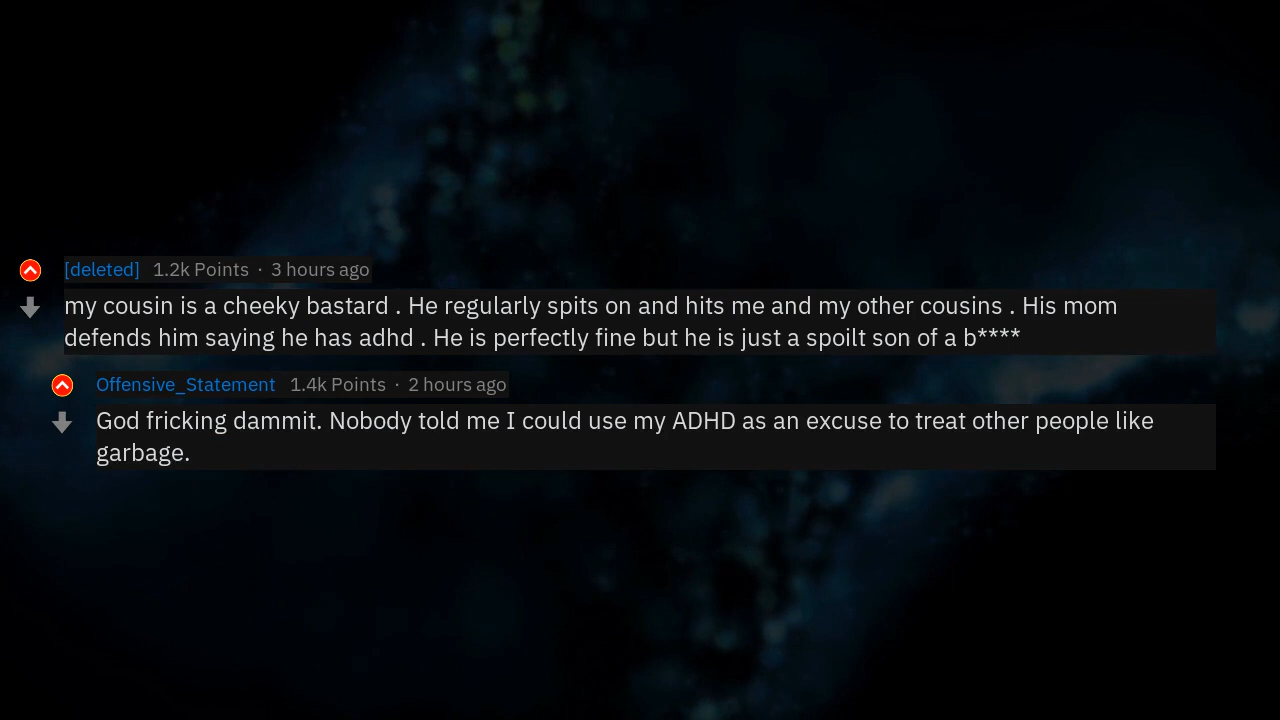 [deleted] 1.2k Points · 3 hours ago
my cousin is a cheeky bastard . He regularly spits on and hits me and my other cousins . His mom
defends him saying he has adhd . He is perfectly fine but he is just a spoilt son of a b****
Offensive_Statement 1.4k Points · 2 hours ago
God fricking dammit. Nobody told me I could use my ADHD as an excuse to treat other people like
garbage.